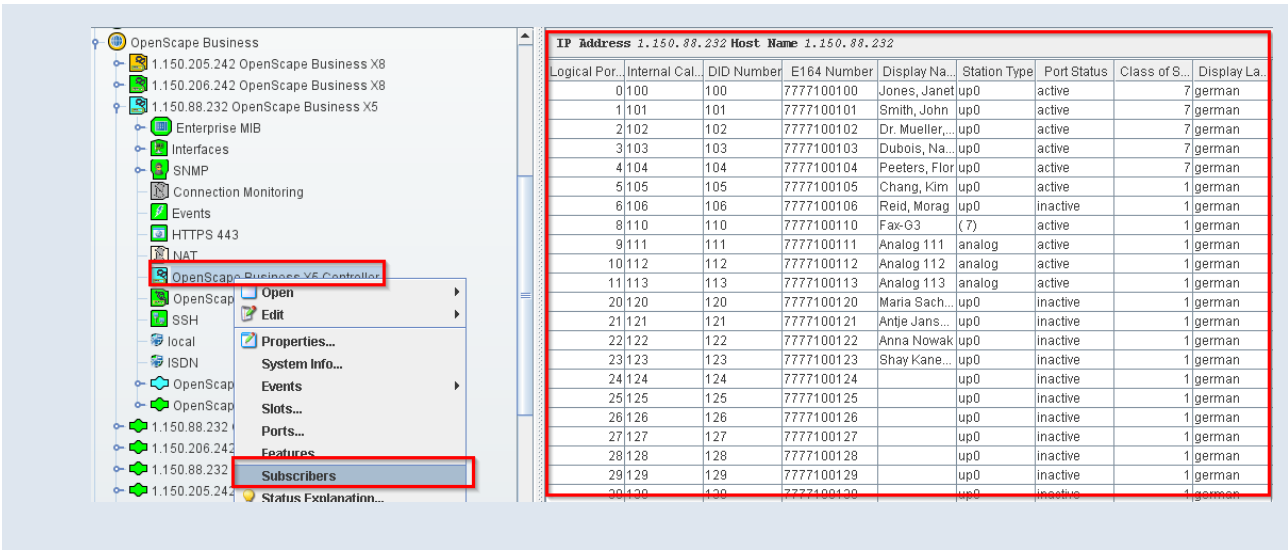 OpenScape Business
1.150.205.242 OpenScape Business X8
1.150.206.242 OpenScape Business X8
1.150.88.232 OpenScape Business X5
Enterprise MIB
Interfaces
SNMP
Connection Monitoring
Events
HTTPS 443
NAT
OpenScape Business X5 Controller
OpenScap
SSH
local
ISDN
OpenScap
OpenScap
1.150.88.232
1.150.206.242
1.150.88.232
1.150.205.242
Open
Edit
Properties...
System Info...
Events
Slots...
Ports...
Features
Subscribers
Status Explanation...
IP Address 1.150.88.232 Host Name 1.150.88.232
Logical Por... Internal Cal... DID Number E164 Number Display Na... Station Type Port Status Class of S... Display La...
0 100 100 7777100100 Jones, Janet up0 active 7 german
1 101 101 7777100101 Smith, John up0 active 7 german
2 102 102 7777100102 Dr. Mueller,... up0 active 7 german
3 103 103 7777100103 Dubois, Na... up0 active 7 german
4 104 104 7777100104 Peeters, Flor up0 active 7 german
5 105 105 7777100105 Chang, Kim up0 active 1 german
6 106 106 7777100106 Reid, Morag up0 inactive 1 german
8 110 110 7777100110 Fax-G3 ( 7) active 1 german
9 111 111 7777100111 Analog 111 analog active 1 german
10 112 112 7777100112 Analog 112 analog active 1 german
11 113 113 7777100113 Analog 113 analog active 1 german
20 120 120 7777100120 Maria Sach... up0 inactive 1 german
21 121 121 7777100121 Antje Jans... up0 inactive 1 german
22 122 122 7777100122 Anna Nowak up0 inactive 1 german
23 123 123 7777100123 Shay Kane... up0 inactive 1 german
24 124 124 7777100124 up0 inactive 1 german
25 125 125 7777100125 up0 inactive 1 german
26 126 126 7777100126 up0 inactive 1 german
27 127 127 7777100127 up0 inactive 1 german
28 128 128 7777100128 up0 inactive 1 german
29 129 129 7777100129 up0 inactive 1 german
up0 inactive 1 german